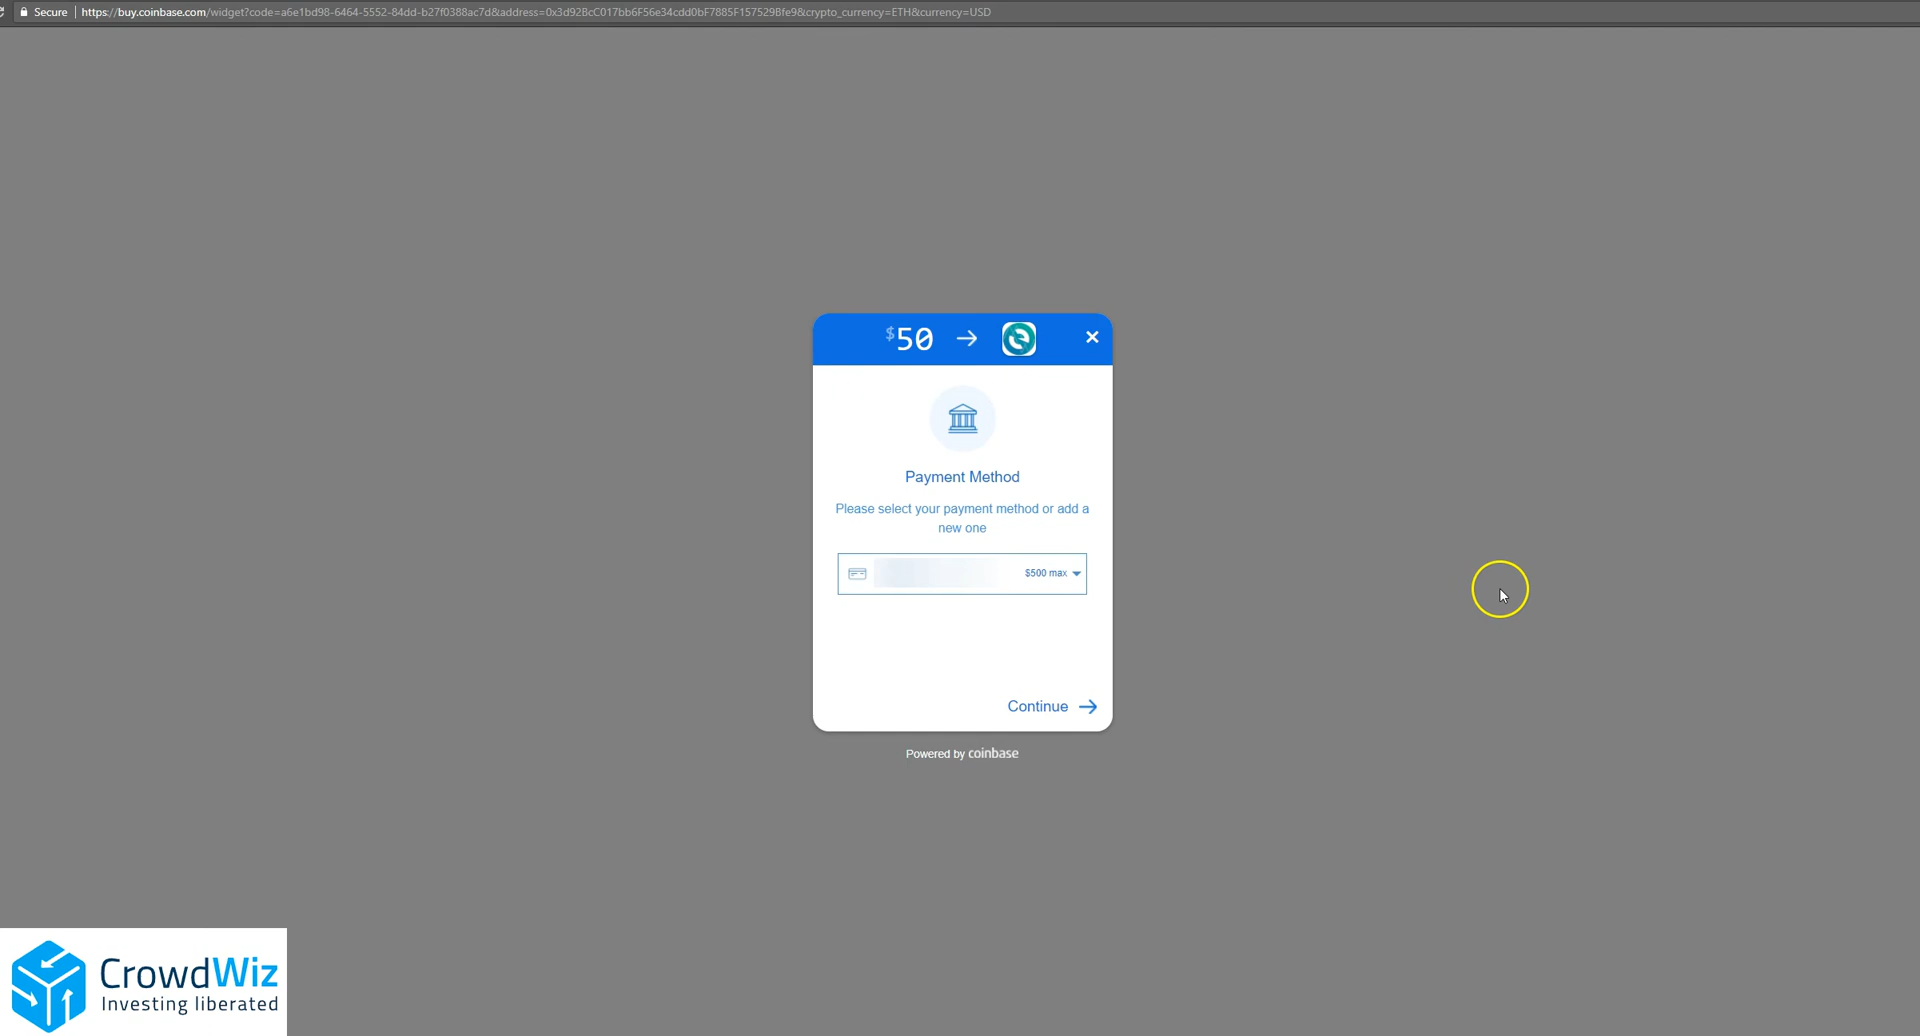 Secure | https://buy.coinbase.com/widget?code=a6e1bd98-6464-5552-84dd-b27f0388ac7d&address=0x3d92BcC017bb6F56e34cdd0bF7885F157529Bfe9&crypto_currency=ETH&currency=USD
$50
Payment Method
Please select your payment method or add a
new one
$500 max
Continue
Powered by coinbase
CrowdWiz
Investing liberated